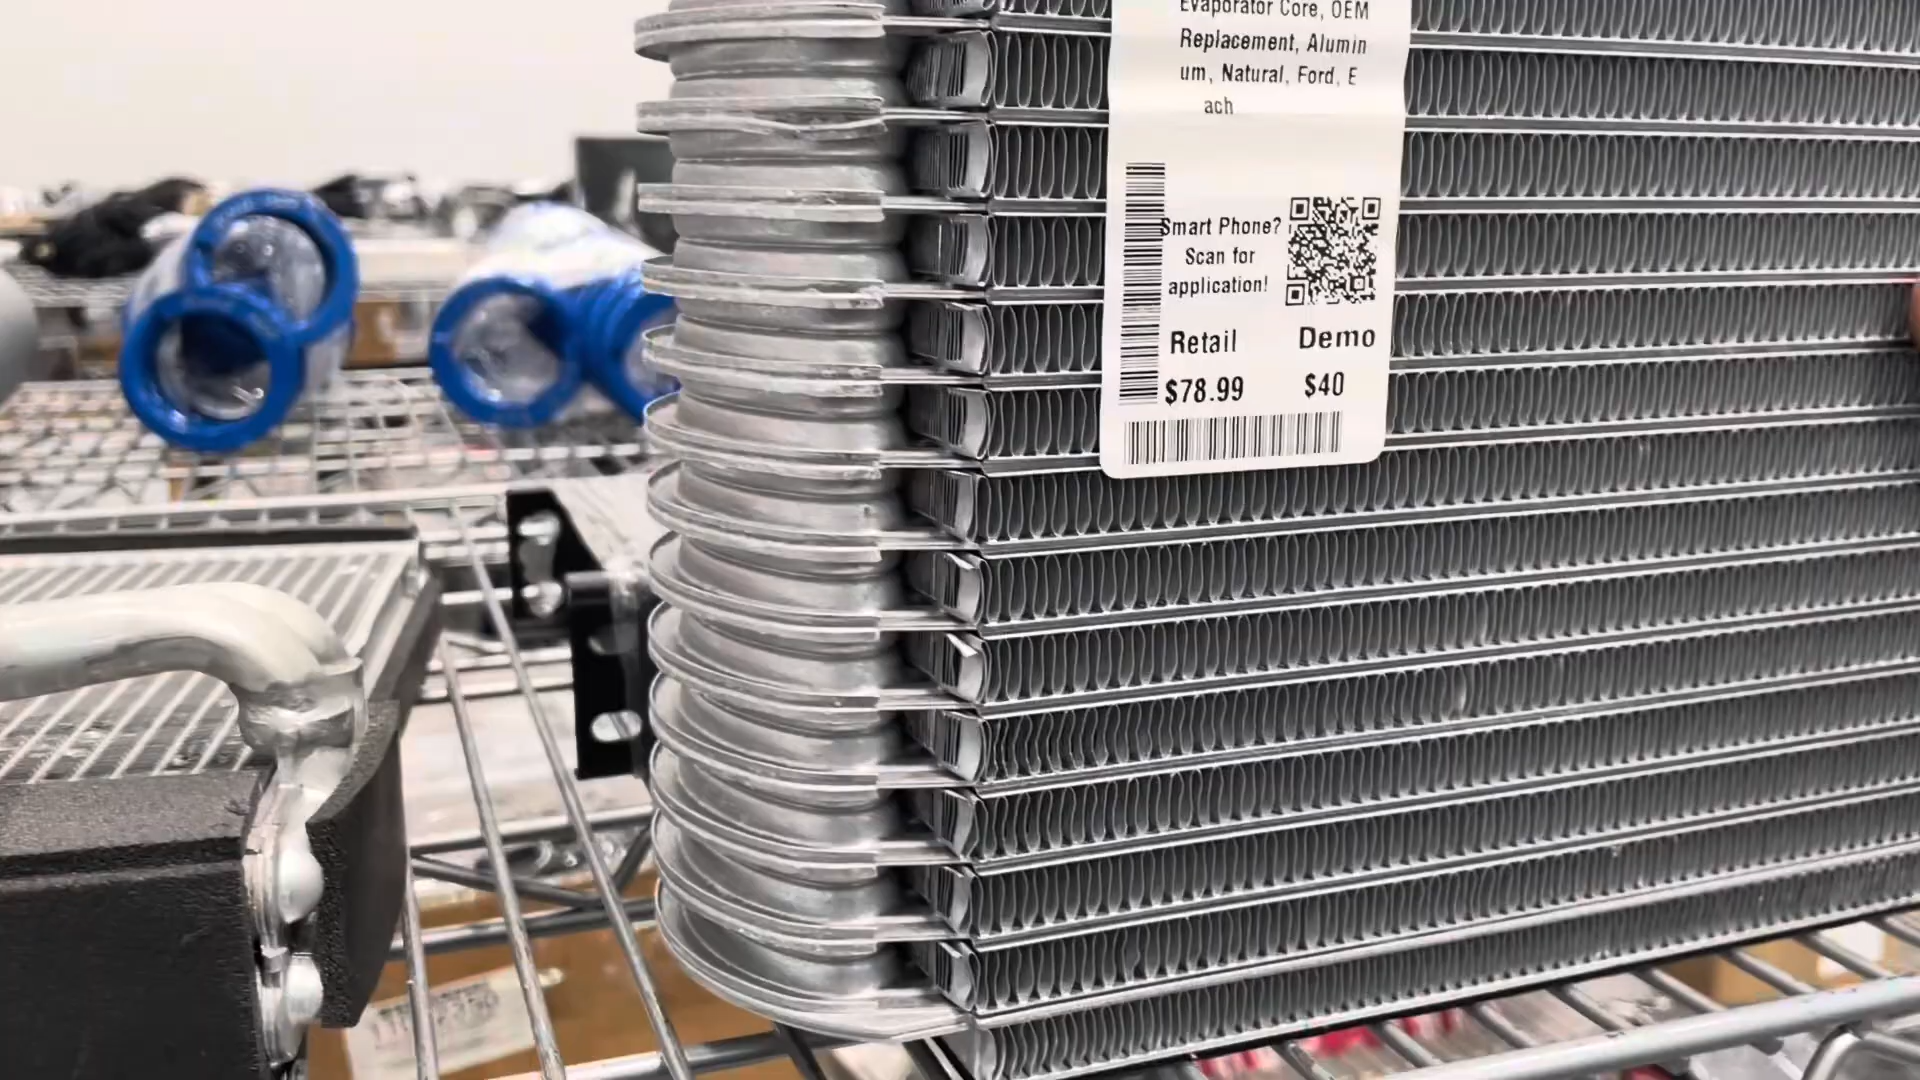 Evaporator Core, OEM
Replacement, Alumin
um, Natural, Ford, E
ach
Smart Phone?
Scan for
application!
Retail Demo
$78.99 $40